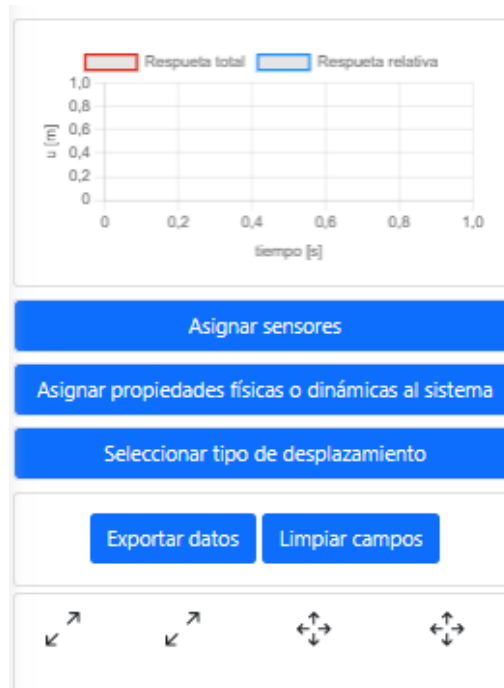 Respueta total Respueta relativa
1,0
0,8
0,6
0,4
0,2
0
u [m]
0 0,2 0,4 0,6 0,8 1,0
tiempo [s]
Asignar sensores
Asignar propiedades físicas o dinámicas al sistema
Seleccionar tipo de desplazamiento
Exportar datos Limpiar campos